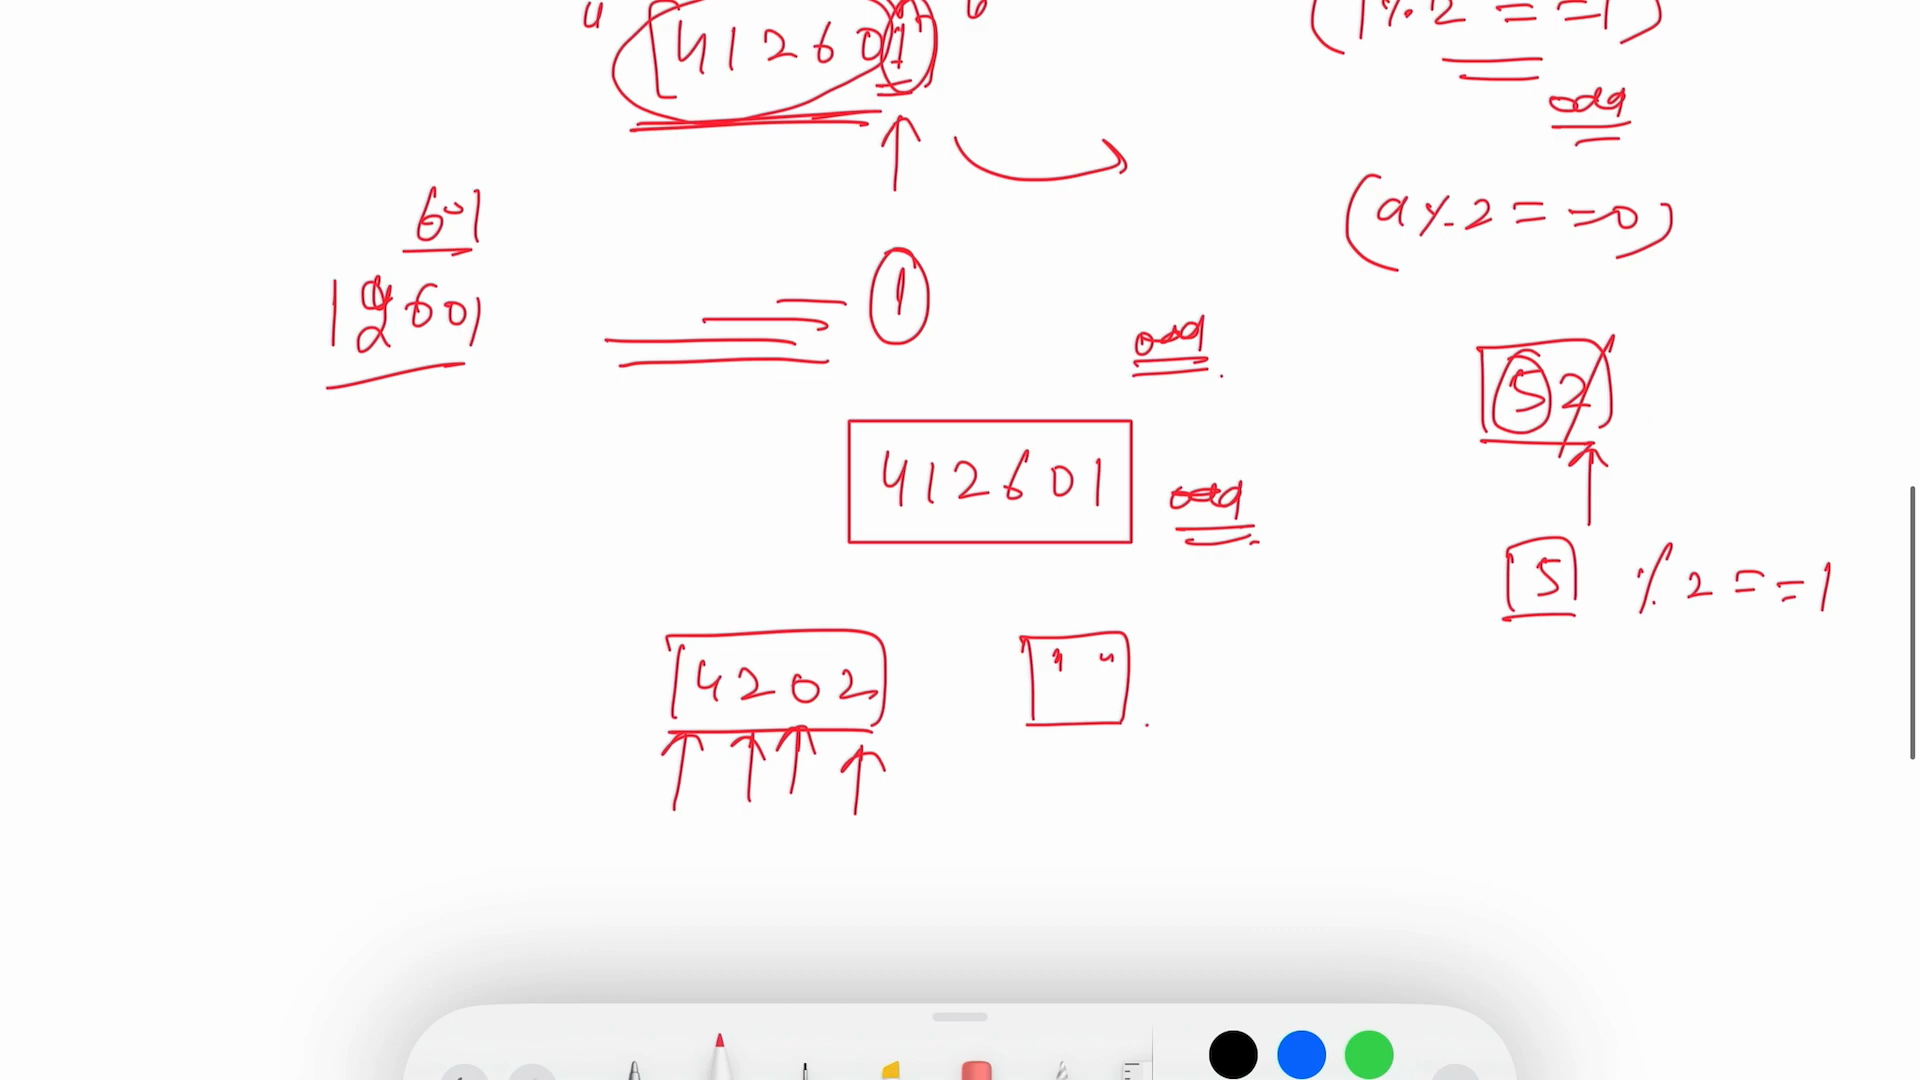 " [412601] "
(1 % 2 == 1)
odd
601
(a % 2 == 0)
12601
1
odd
[52]
412601
odd
[5] % 2 == 1
[4202]
" "